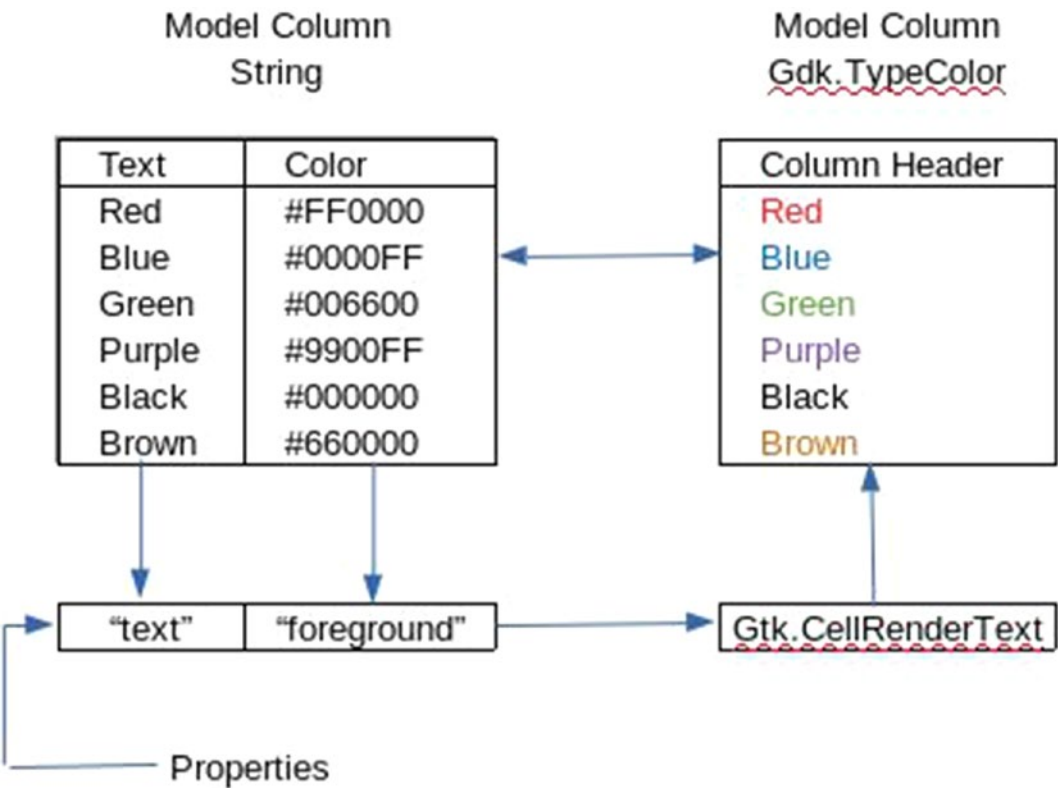 Model Column
String
Model Column
Gdk.TypeColor
Text Color
Red #FF0000
Blue #0000FF
Green #006600
Purple #9900FF
Black #000000
Brown #660000
Column Header
Red
Blue
Green
Purple
Black
Brown
“text” “foreground”
Gtk.CellRenderText
Properties